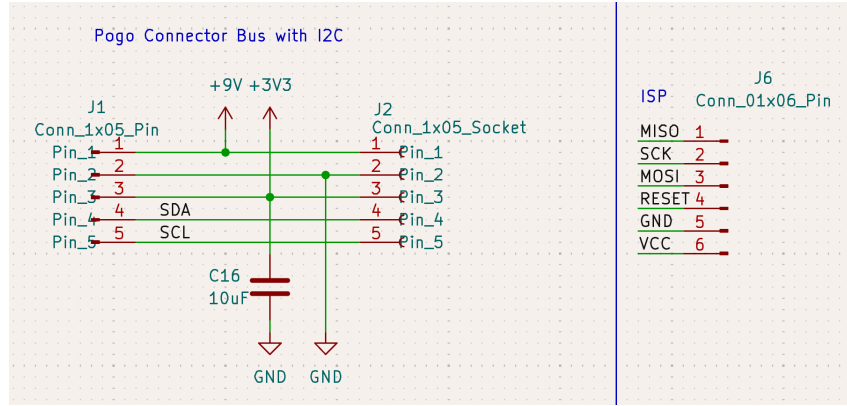 Pogo Connector Bus with I2C
+9V +3V3
J1
Conn_1x05_Pin
Pin_1 1
Pin_2 2
Pin_3 3
Pin_4 4 SDA
Pin_5 5 SCL
J2
Conn_1x05_Socket
1 Pin_1
2 Pin_2
3 Pin_3
4 Pin_4
5 Pin_5
C16
10uF
GND GND
ISP
J6
Conn_01x06_Pin
MISO 1
SCK 2
MOSI 3
RESET 4
GND 5
VCC 6